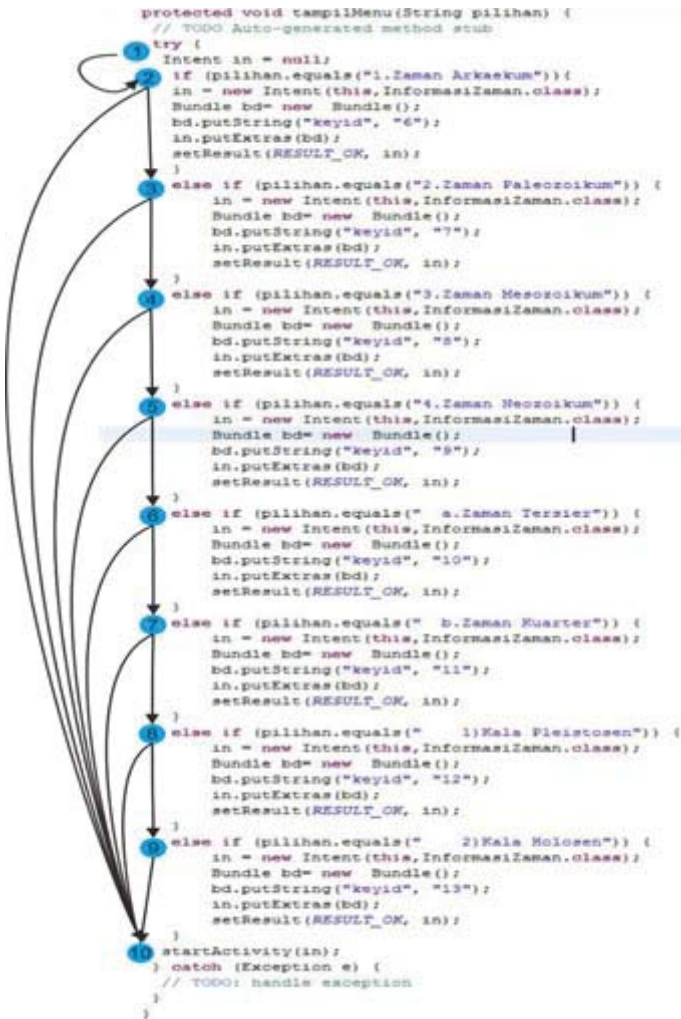 protected void tampilMenu(String pilihan) {
// TODO Auto-generated method stub
1 try {
Intent in = null;
2 if (pilihan.equals("1.Zaman Arkaekum")){
in = new Intent(this,InformasiZaman.class);
Bundle bd= new Bundle();
bd.putString("keyid", "6");
in.putExtras(bd);
setResult(RESULT_OK, in);
}
3 else if (pilihan.equals("2.Zaman Paleozoikum")) {
in = new Intent(this,InformasiZaman.class);
Bundle bd= new Bundle();
bd.putString("keyid", "7");
in.putExtras(bd);
setResult(RESULT_OK, in);
}
4 else if (pilihan.equals("3.Zaman Mesozoikum")) {
in = new Intent(this,InformasiZaman.class);
Bundle bd= new Bundle();
bd.putString("keyid", "8");
in.putExtras(bd);
setResult(RESULT_OK, in);
}
5 else if (pilihan.equals("4.Zaman Neozoikum")) {
in = new Intent(this,InformasiZaman.class);
Bundle bd= new Bundle();
bd.putString("keyid", "9");
in.putExtras(bd);
setResult(RESULT_OK, in);
}
6 else if (pilihan.equals("   a.Zaman Tersier")) {
in = new Intent(this,InformasiZaman.class);
Bundle bd= new Bundle();
bd.putString("keyid", "10");
in.putExtras(bd);
setResult(RESULT_OK, in);
}
7 else if (pilihan.equals("   b.Zaman Kuarter")) {
in = new Intent(this,InformasiZaman.class);
Bundle bd= new Bundle();
bd.putString("keyid", "11");
in.putExtras(bd);
setResult(RESULT_OK, in);
}
8 else if (pilihan.equals("     1)Kala Pleistosen")) {
in = new Intent(this,InformasiZaman.class);
Bundle bd= new Bundle();
bd.putString("keyid", "12");
in.putExtras(bd);
setResult(RESULT_OK, in);
}
9 else if (pilihan.equals("     2)Kala Holosen")) {
in = new Intent(this,InformasiZaman.class);
Bundle bd= new Bundle();
bd.putString("keyid", "13");
in.putExtras(bd);
setResult(RESULT_OK, in);
}
10 startActivity(in);
} catch (Exception e) {
// TODO: handle exception
}
}